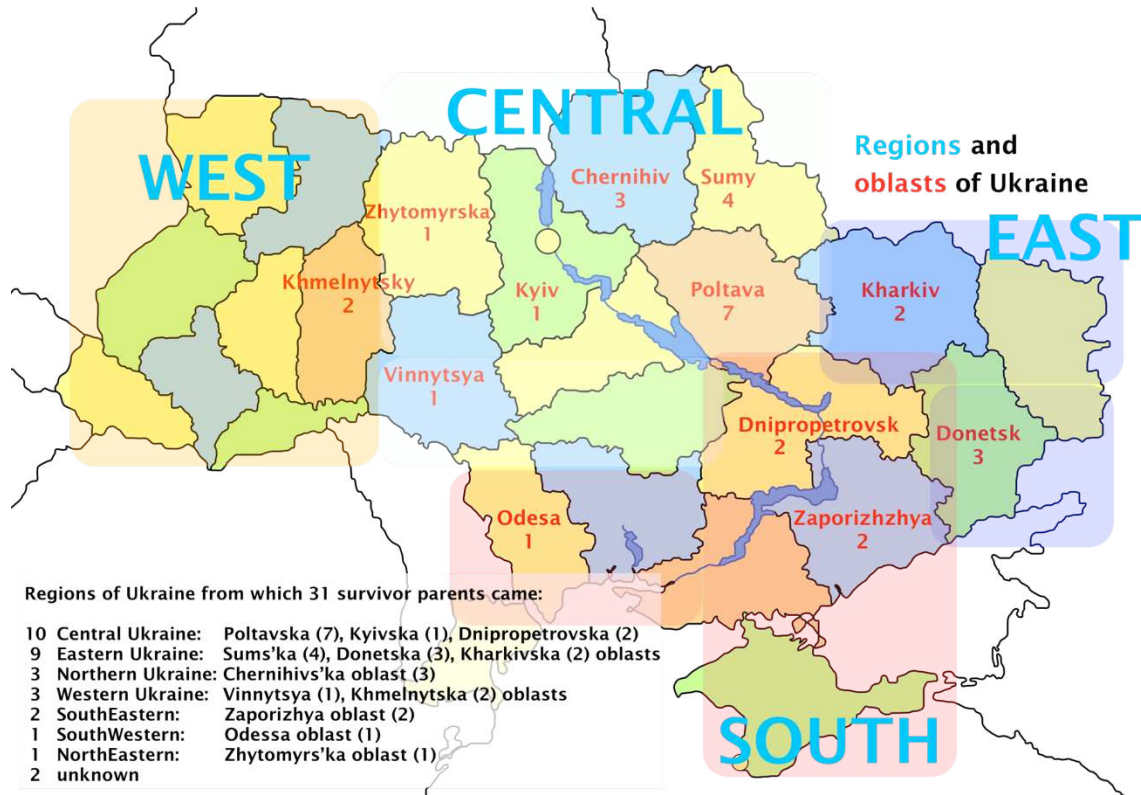 CENTRAL
WEST
Regions and
oblasts of Ukraine
EAST
Chernihiv
3
Sumy
4
Zhytomyrska
1
Khmelnytsky
2
Kyiv
1
Poltava
7
Kharkiv
2
Vinnytsya
1
Dnipropetrovsk
2
Donetsk
3
Odesa
1
Zaporizhzhya
2
SOUTH
Regions of Ukraine from which 31 survivor parents came:
10 Central Ukraine: Poltavska (7), Kyivska (1), Dnipropetrovska (2)
9 Eastern Ukraine: Sums'ka (4), Donetska (3), Kharkivska (2) oblasts
3 Northern Ukraine: Chernihivs'ka oblast (3)
3 Western Ukraine: Vinnytsya (1), Khmelnytska (2) oblasts
2 SouthEastern: Zaporizhya oblast (2)
1 SouthWestern: Odessa oblast (1)
1 NorthEastern: Zhytomyrs'ka oblast (1)
2 unknown